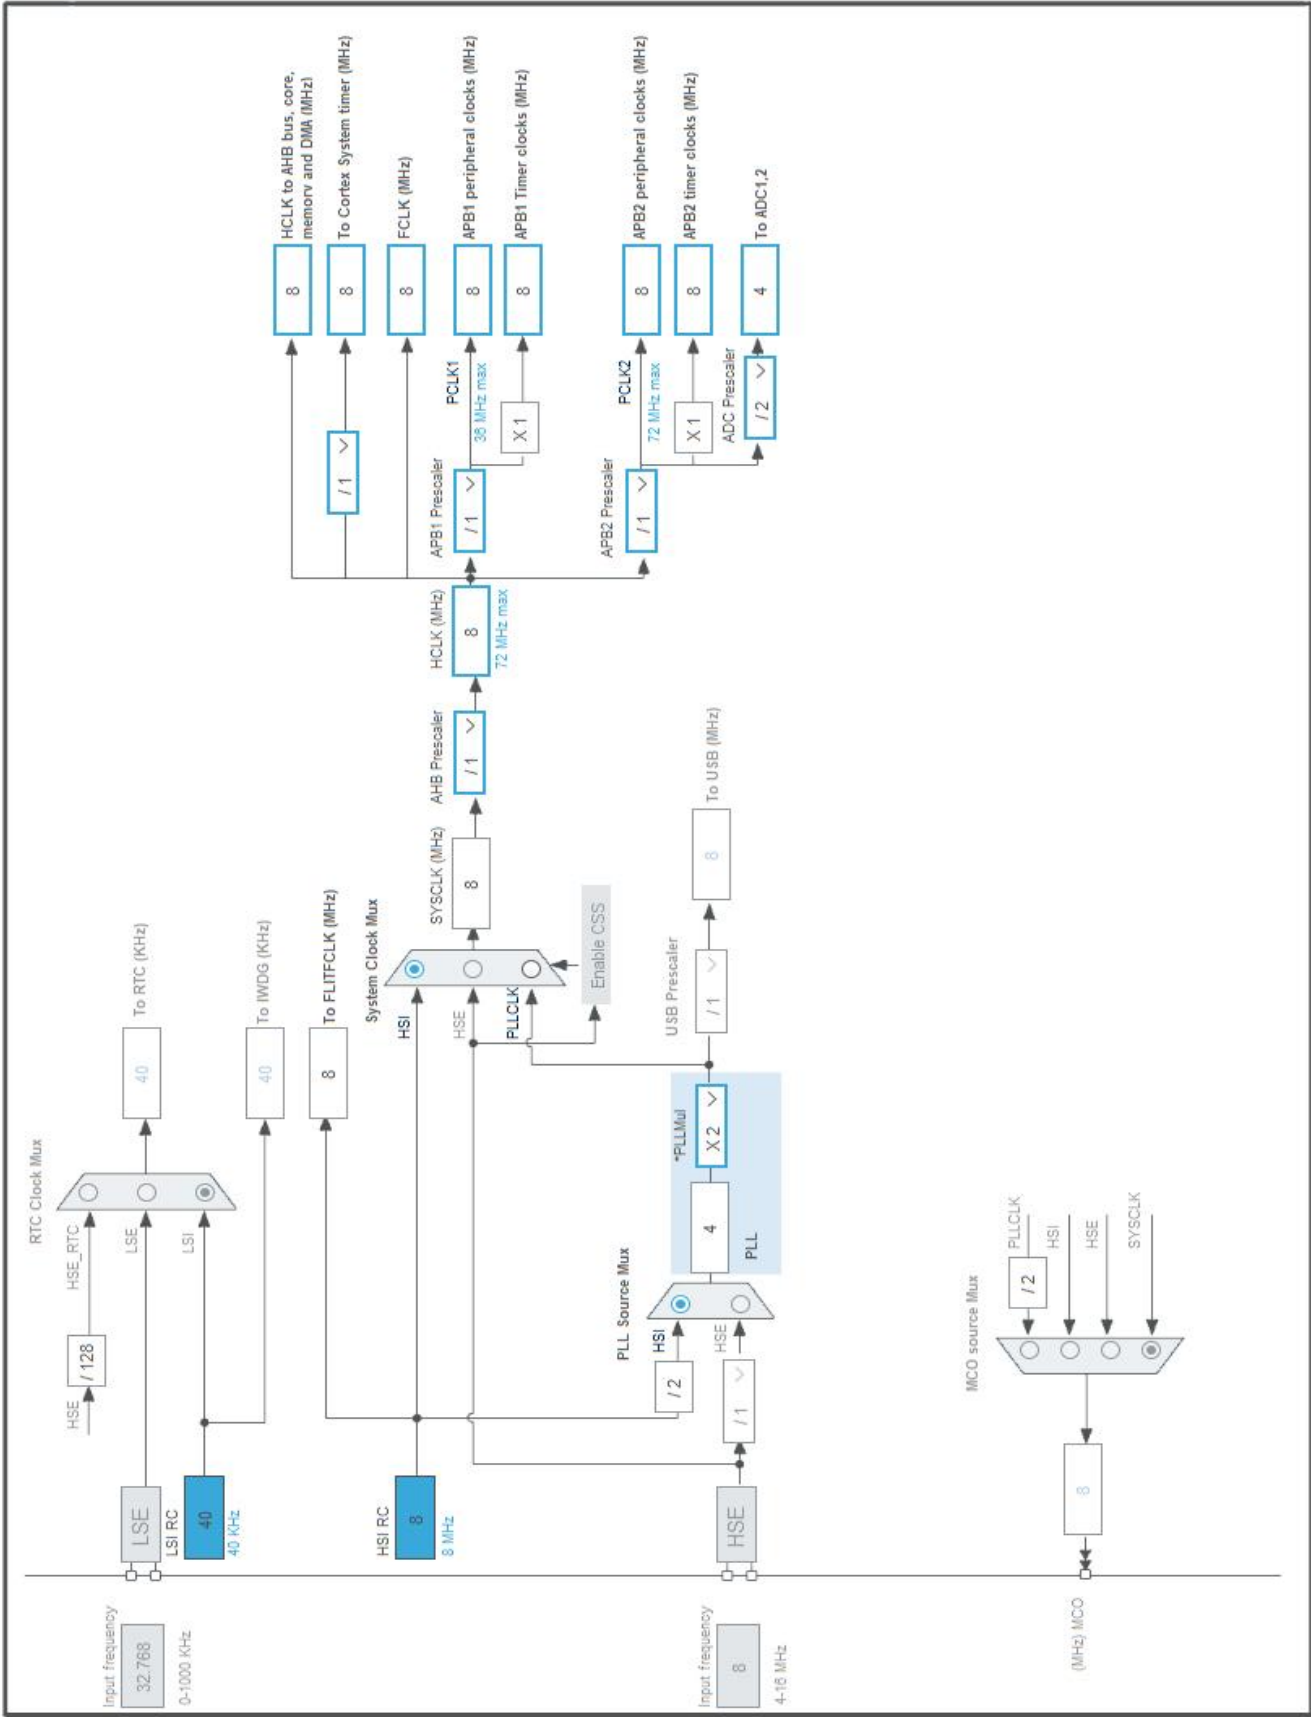 RTC Clock Mux
HSE
/ 128
HSE_RTC
LSE
LSI
40
To RTC (KHz)
Input frequency
32.768
0-1000 KHz
LSE
LSI RC
40
40 KHz
40
To IWDG (KHz)
8
To FLITFCLK (MHz)
HSI RC
8
8 MHz
System Clock Mux
HSI
HSE
PLLCLK
Enable CSS
SYSCLK (MHz)
8
AHB Prescaler
/ 1
HCLK (MHz)
8
72 MHz max
/ 1
8
HCLK to AHB bus, core,
memory and DMA (MHz)
8
To Cortex System timer (MHz)
8
FCLK (MHz)
APB1 Prescaler
/ 1
PCLK1
36 MHz max
8
APB1 peripheral clocks (MHz)
X 1
8
APB1 Timer clocks (MHz)
APB2 Prescaler
/ 1
PCLK2
72 MHz max
8
APB2 peripheral clocks (MHz)
X 1
8
APB2 timer clocks (MHz)
ADC Prescaler
/ 2
4
To ADC1,2
PLL Source Mux
/ 2
HSI
HSE
/ 1
4
*PLLMul
X 2
PLL
USB Prescaler
/ 1
8
To USB (MHz)
Input frequency
8
4-16 MHz
HSE
MCO source Mux
/ 2
PLLCLK
HSI
HSE
SYSCLK
8
(MHz) MCO